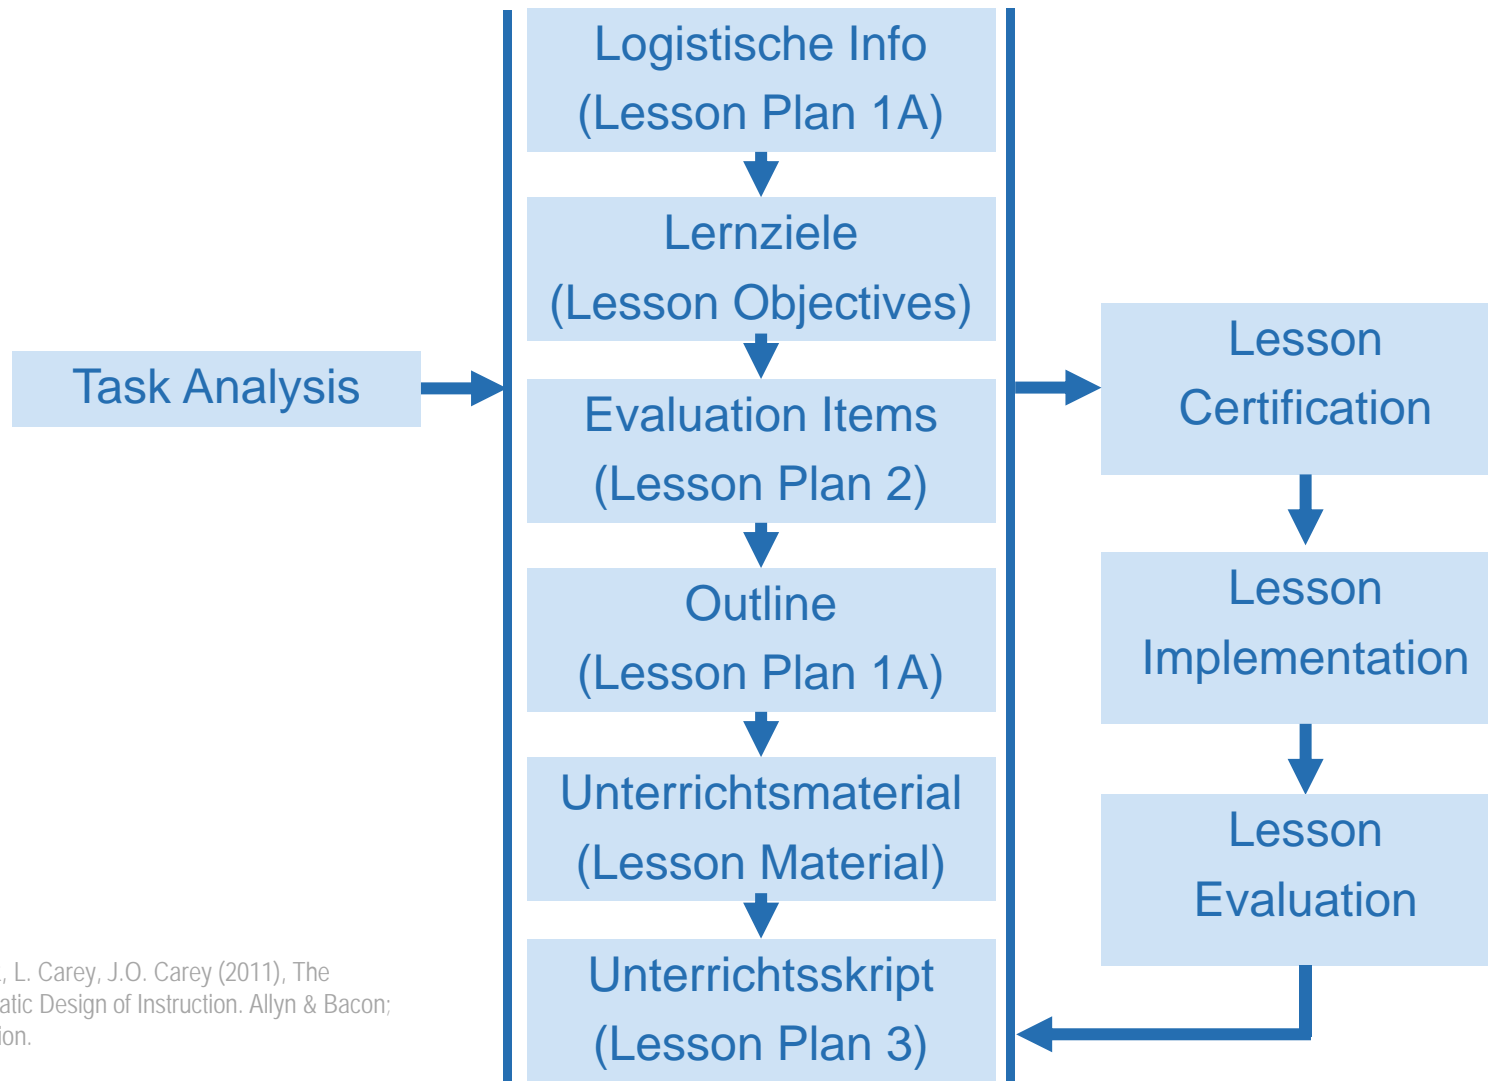 Task Analysis
Logistische Info
(Lesson Plan 1A)
Lernziele
(Lesson Objectives)
Evaluation Items
(Lesson Plan 2)
Outline
(Lesson Plan 1A)
Unterrichtsmaterial
(Lesson Material)
Unterrichtsskript
(Lesson Plan 3)
Lesson
Certification
Lesson
Implementation
Lesson
Evaluation
, L. Carey, J.O. Carey (2011), The
atic Design of Instruction. Allyn & Bacon;
ion.